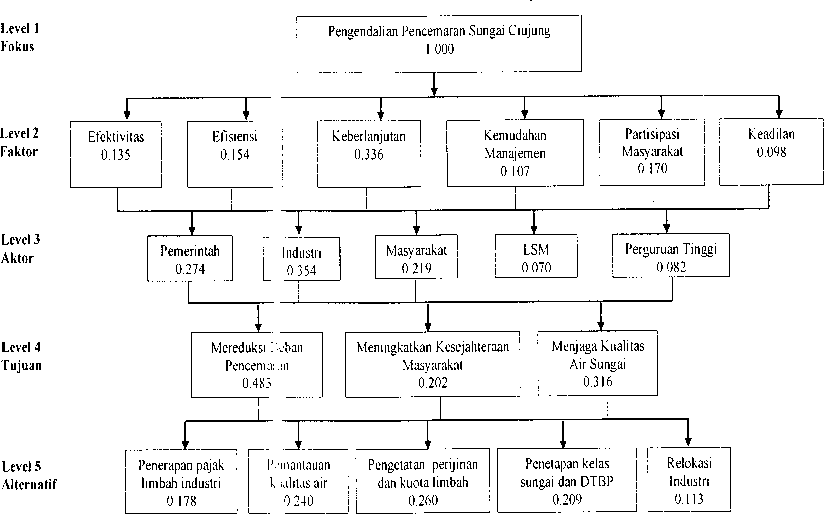 Level 1
Fokus
Pengendalian Pencemaran Sungai Ciujung
1.000
Level 2
Faktor
Efektivitas
0.135
Efisiensi
0.154
Keberlanjutan
0.336
Kemudahan
Manajemen
0.107
Partisipasi
Masyarakat
0.170
Keadilan
0.098
Level 3
Aktor
Pemerintah
0.274
Industri
0.354
Masyarakat
0.219
LSM
0.070
Perguruan Tinggi
0.082
Level 4
Tujuan
Mereduksi Beban
Pencemaran
0.483
Meningkatkan Kesejahteraan
Masyarakat
0.202
Menjaga Kualitas
Air Sungai
0.316
Level 5
Alternatif
Penerapan pajak
limbah industri
0.178
Pemantauan
kualitas air
0.240
Pengetatan perijinan
dan kuota limbah
0.260
Penetapan kelas
sungai dan DTBP
0.209
Relokasi
Industri
0.113